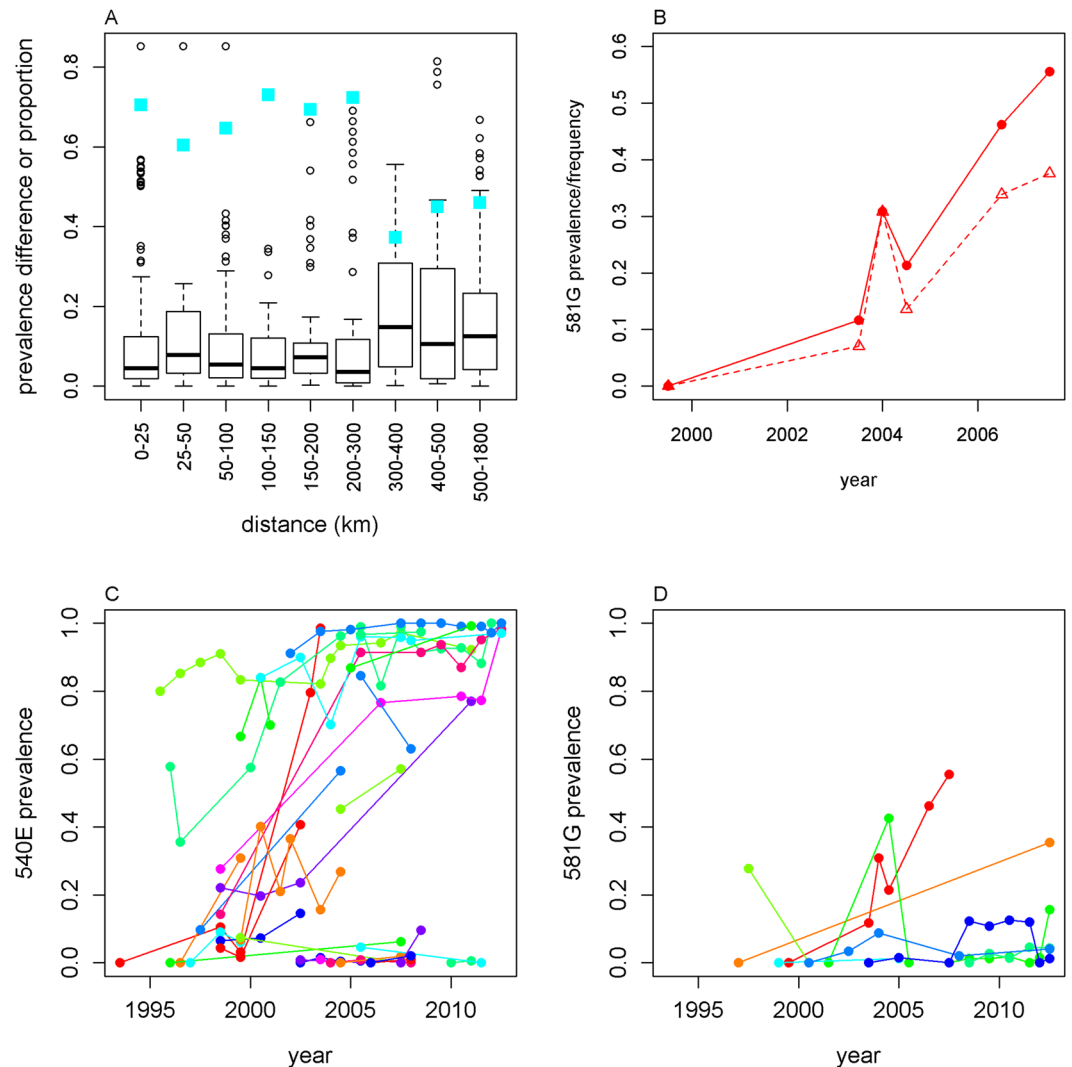 A
prevalence difference or proportion
0.0 0.2 0.4 0.6 0.8
0-25 25-50 50-100 100-150 150-200 200-300 300-400 400-500 500-1800
distance (km)
B
581G prevalence/frequency
0.0 0.1 0.2 0.3 0.4 0.5 0.6
2000 2002 2004 2006
year
C
540E prevalence
0.0 0.2 0.4 0.6 0.8 1.0
1995 2000 2005 2010
year
D
581G prevalence
0.0 0.2 0.4 0.6 0.8 1.0
1995 2000 2005 2010
year